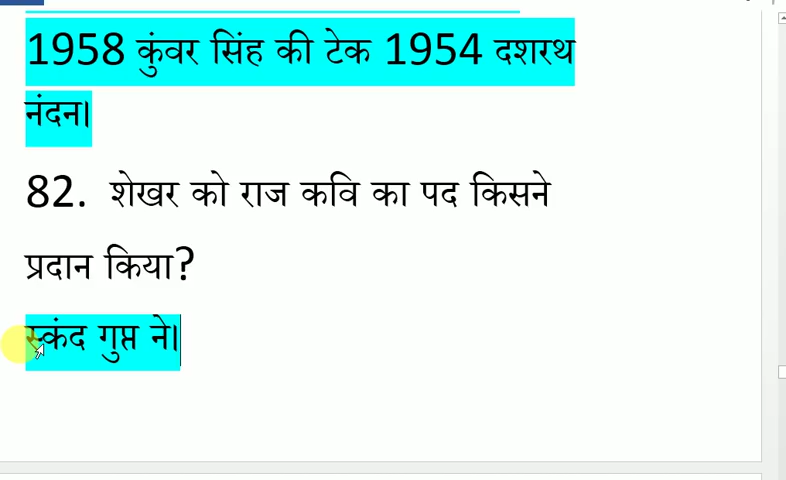 1958 कुंवर सिंह की टेक 1954 दशरथ
नंदन।
82. शेखर को राज कवि का पद किसने
प्रदान किया?
स्कंद गुप्त ने।